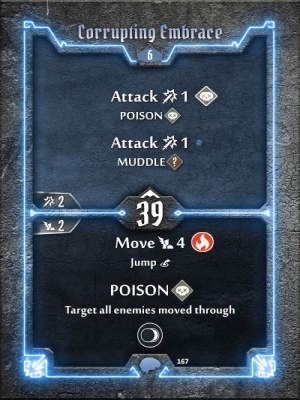 Corrupting Embrace
6
Attack 1
POISON
Attack 1
MUDDLE ?
2
39
2
Move 4
Jump
POISON
Target all enemies moved through
167